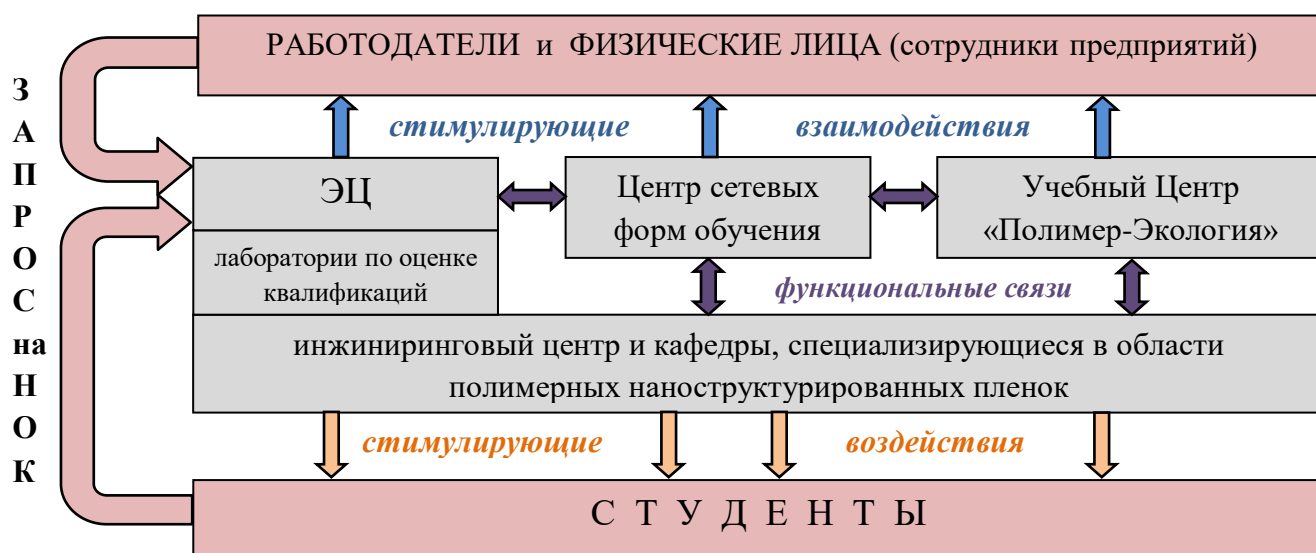 РАБОТОДАТЕЛИ и ФИЗИЧЕСКИЕ ЛИЦА (сотрудники предприятий)
З
А
П
Р
О
С
на
Н
О
К
стимулирующие взаимодействия
ЭЦ
лаборатории по оценке
квалификаций
Центр сетевых
форм обучения
Учебный Центр
«Полимер-Экология»
функциональные связи
инжиниринговый центр и кафедры, специализирующиеся в области
полимерных наноструктурированных пленок
стимулирующие воздействия
С Т У Д Е Н Т Ы